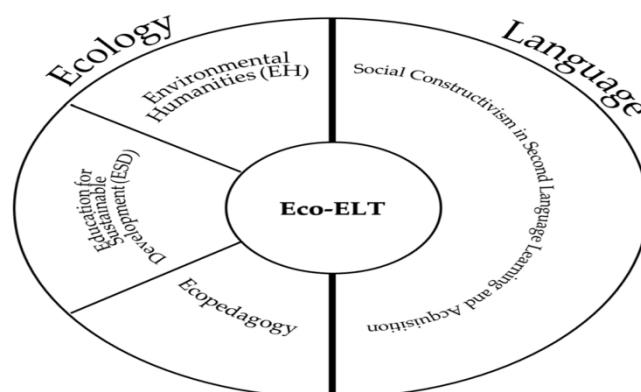 Ecology
Language
Environmental
Humanities (EH)
Education for
Sustainable
Development (ESD)
Ecopedagogy
Eco-ELT
Social Constructivism in Second Language Learning and Acquisition